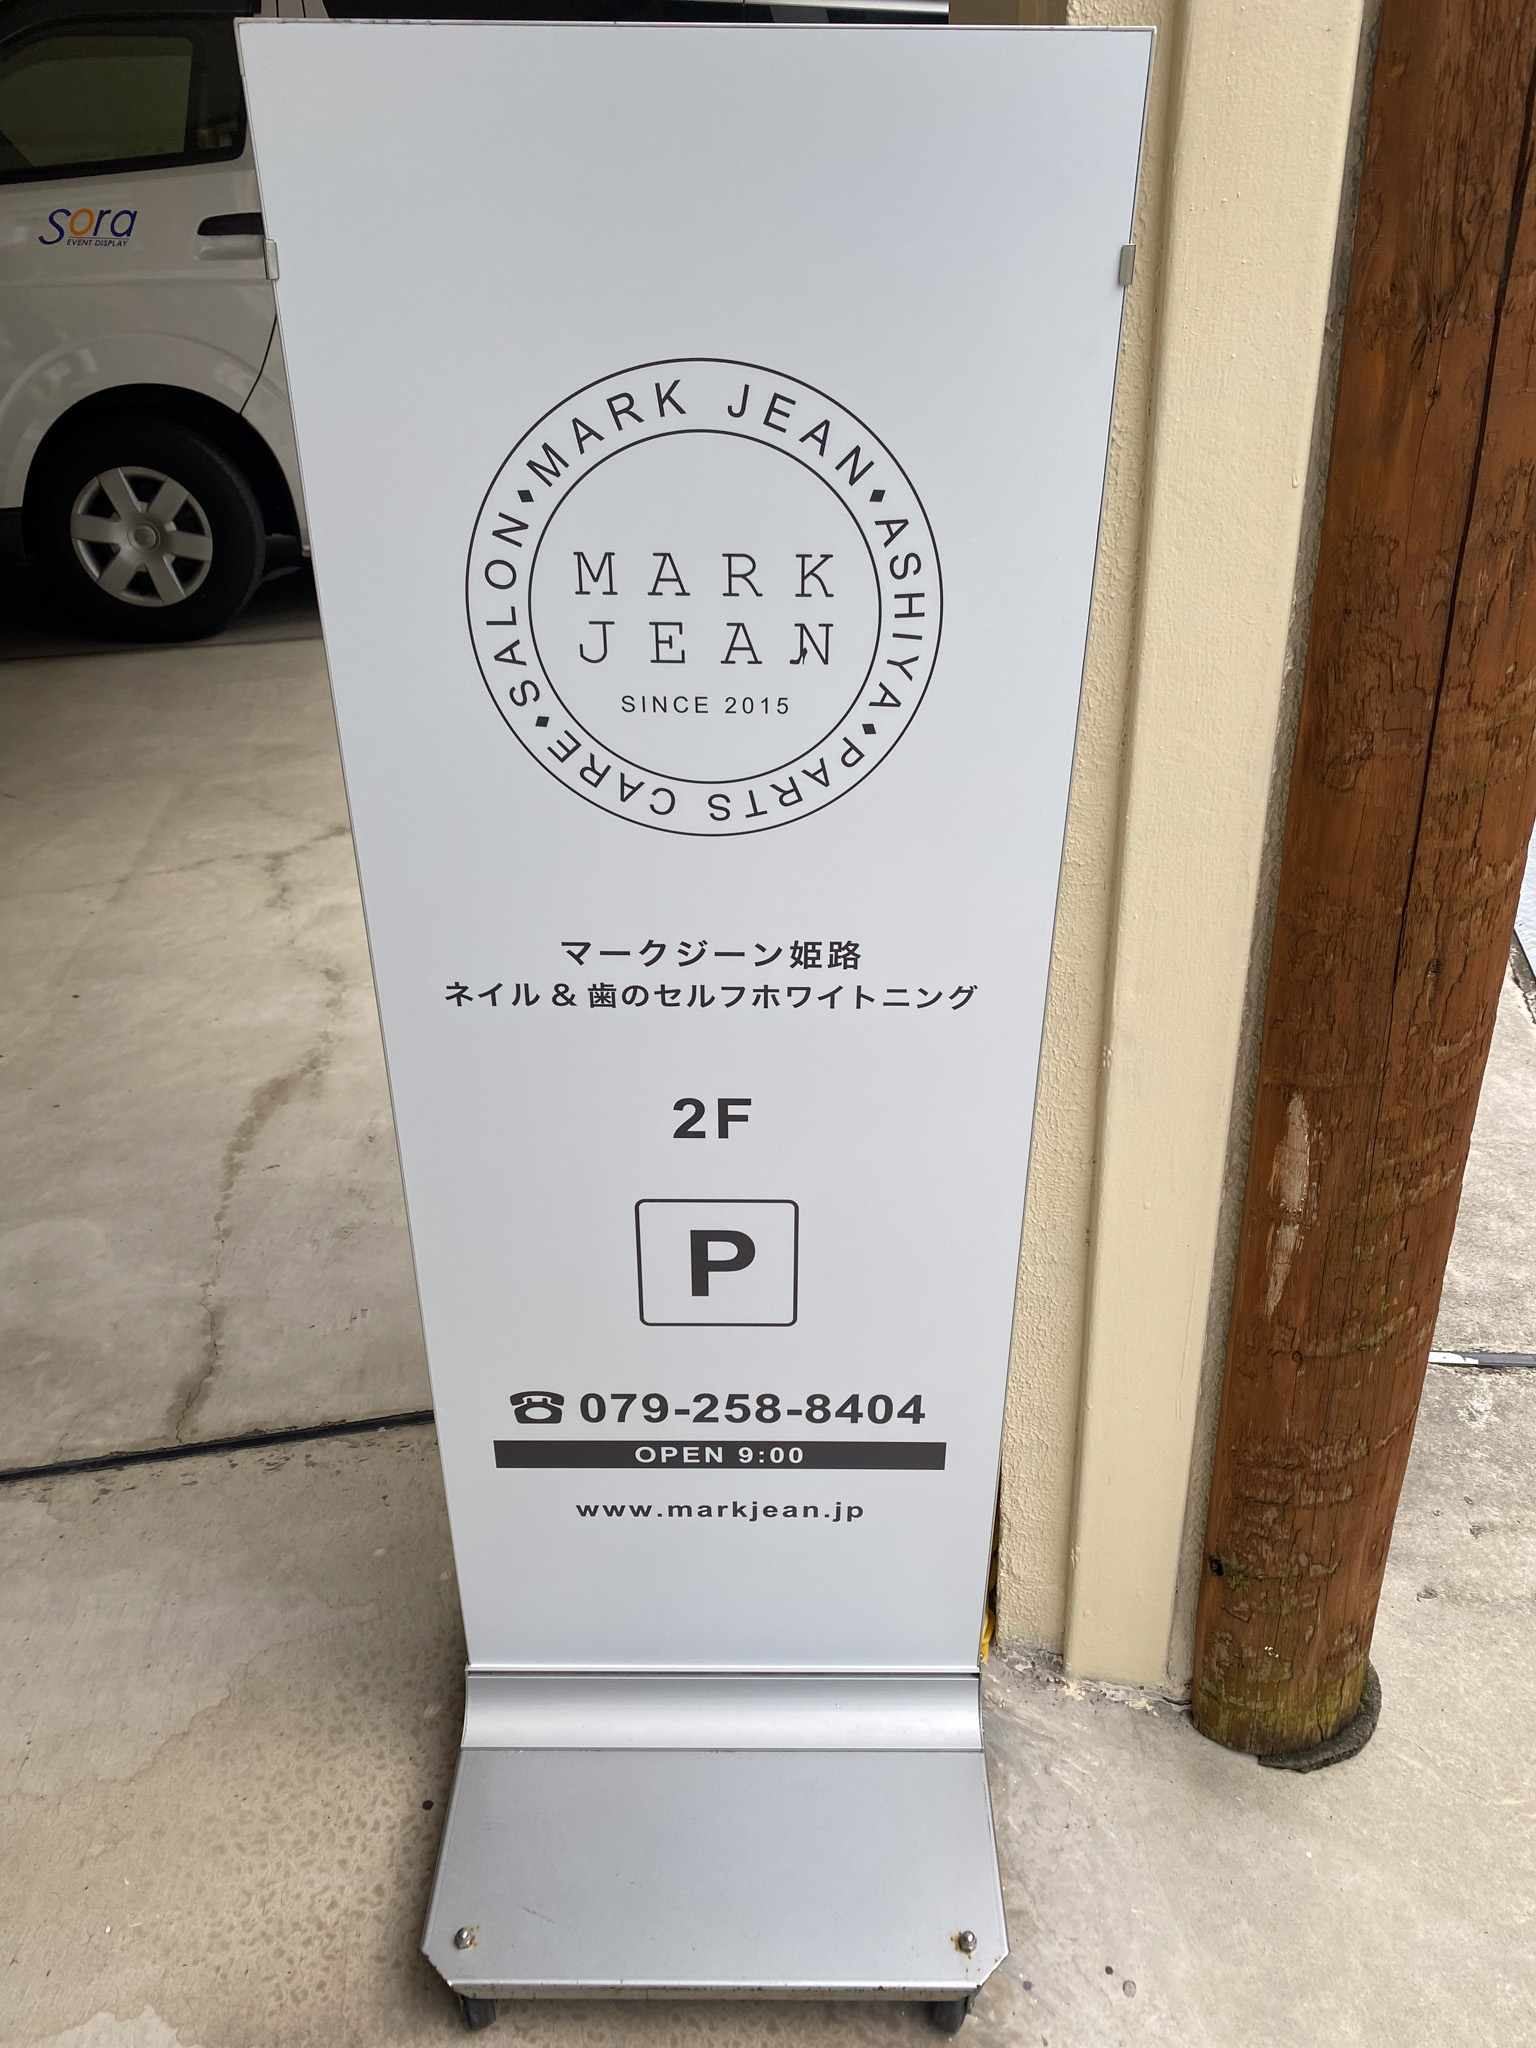 sora
EVENT DISPLAY
MARK JEAN◆ASHIYA◆PARTS CARE◆SALON◆
MARK
JEAN
SINCE 2015
マークジーン姫路
ネイル & 歯のセルフホワイトニング
2F
P
☎ 079-258-8404
OPEN 9:00
www.markjean.jp